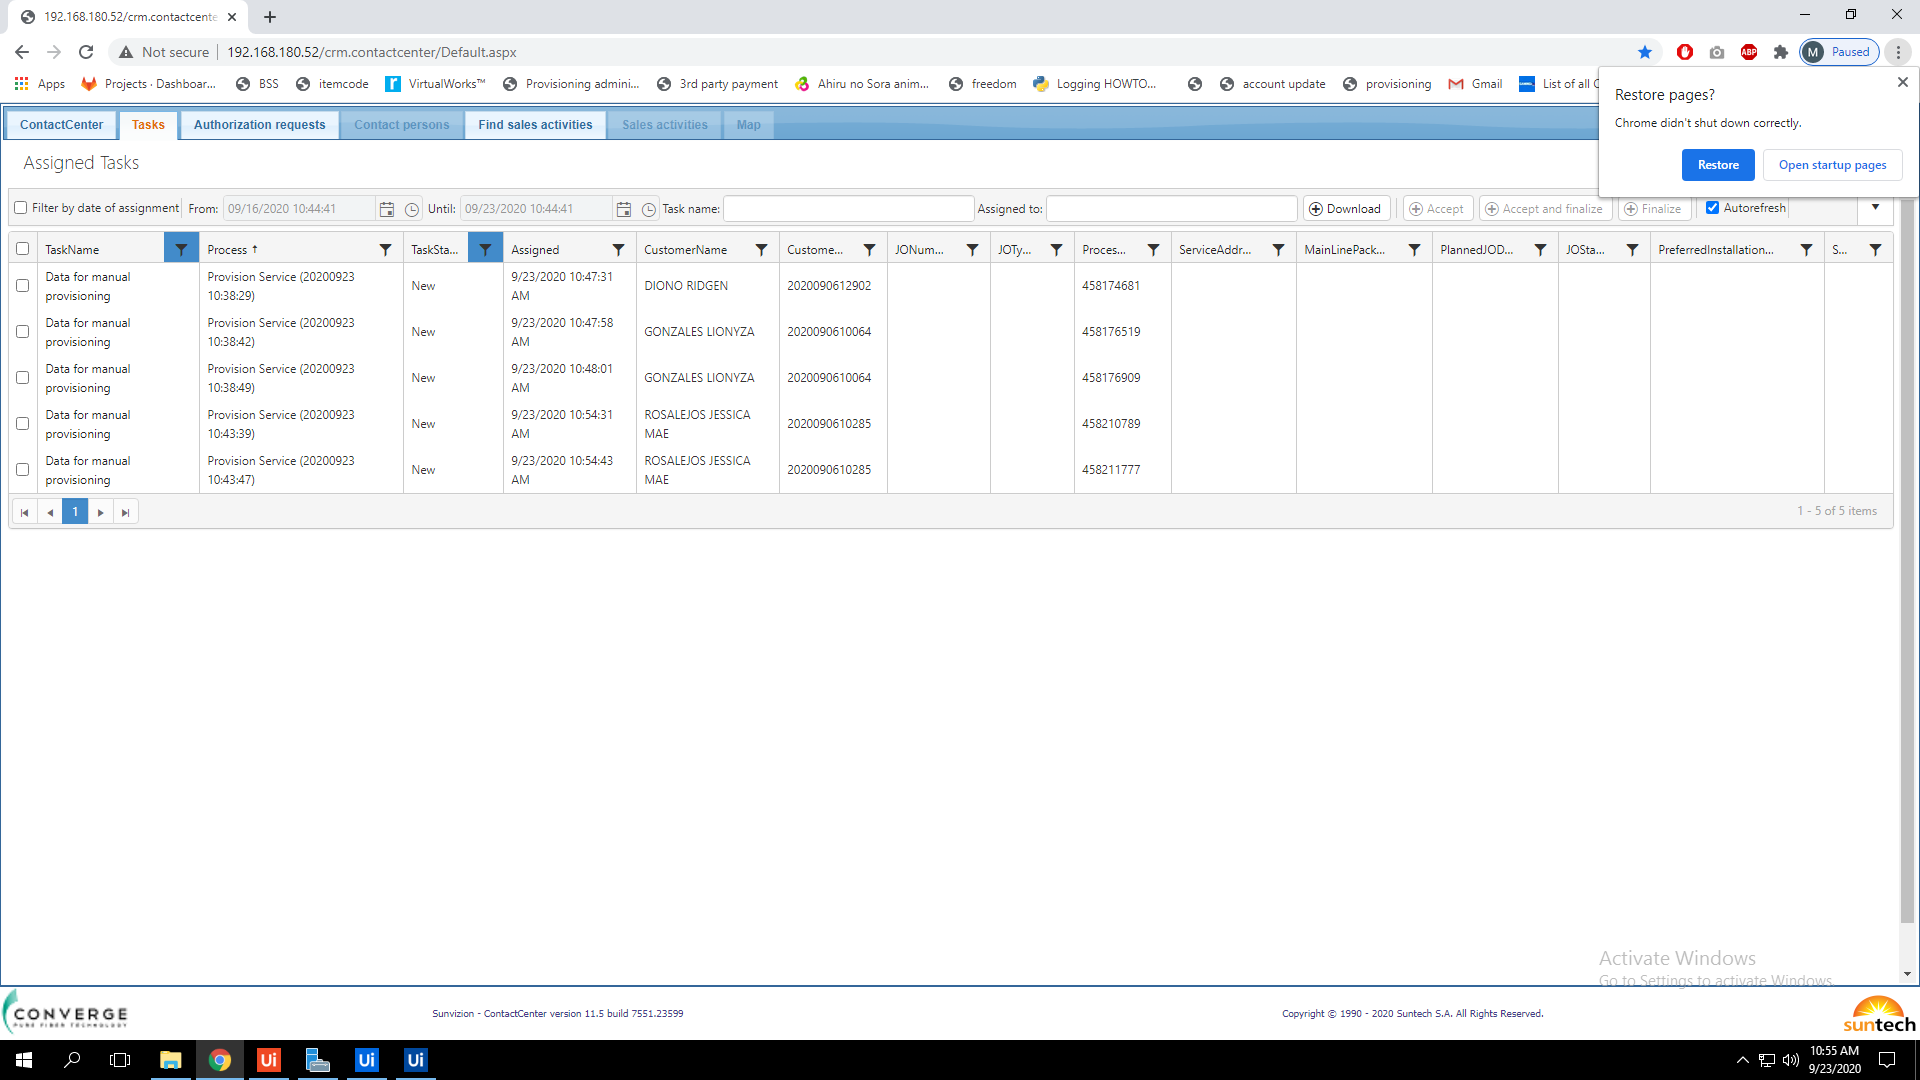 192.168.180.52/crm.contactcente
Not secure 192.168.180.52/crm.contactcenter/Default.aspx M Paused
Apps Projects · Dashboar... BSS itemcode VirtualWorks™ Provisioning admini... 3rd party payment Ahiru no Sora anim... freedom Logging HOWTO... account update provisioning Gmail List of all
Restore pages?
Chrome didn't shut down correctly.
Restore Open startup pages
ContactCenter Tasks Authorization requests Contact persons Find sales activities Sales activities Map
Assigned Tasks
Filter by date of assignment From: 09/16/2020 10:44:41 Until: 09/23/2020 10:44:41 Task name: Assigned to: Download Accept Accept and finalize Finalize Autorefresh
TaskName Process ↑ TaskSta... Assigned CustomerName Custome... JONum... JOTy... Proces... ServiceAddr... MainLinePack... PlannedJOD... JOSta... PreferredInstallation... S...
Data for manual provisioning Provision Service (20200923 10:38:29) New 9/23/2020 10:47:31 AM DIONO RIDGEN 2020090612902 458174681
Data for manual provisioning Provision Service (20200923 10:38:42) New 9/23/2020 10:47:58 AM GONZALES LIONYZA 2020090610064 458176519
Data for manual provisioning Provision Service (20200923 10:38:49) New 9/23/2020 10:48:01 AM GONZALES LIONYZA 2020090610064 458176909
Data for manual provisioning Provision Service (20200923 10:43:39) New 9/23/2020 10:54:31 AM ROSALEJOS JESSICA MAE 2020090610285 458210789
Data for manual provisioning Provision Service (20200923 10:43:47) New 9/23/2020 10:54:43 AM ROSALEJOS JESSICA MAE 2020090610285 458211777
1 1 - 5 of 5 items
Activate Windows
Go to Settings to activate Windows.
CONVERGE
PURE FIBER TECHNOLOGY
Sunvizion - ContactCenter version 11.5 build 7551.23599
Copyright © 1990 - 2020 Suntech S.A. All Rights Reserved.
suntech
Ui Ui Ui
10:55 AM
9/23/2020